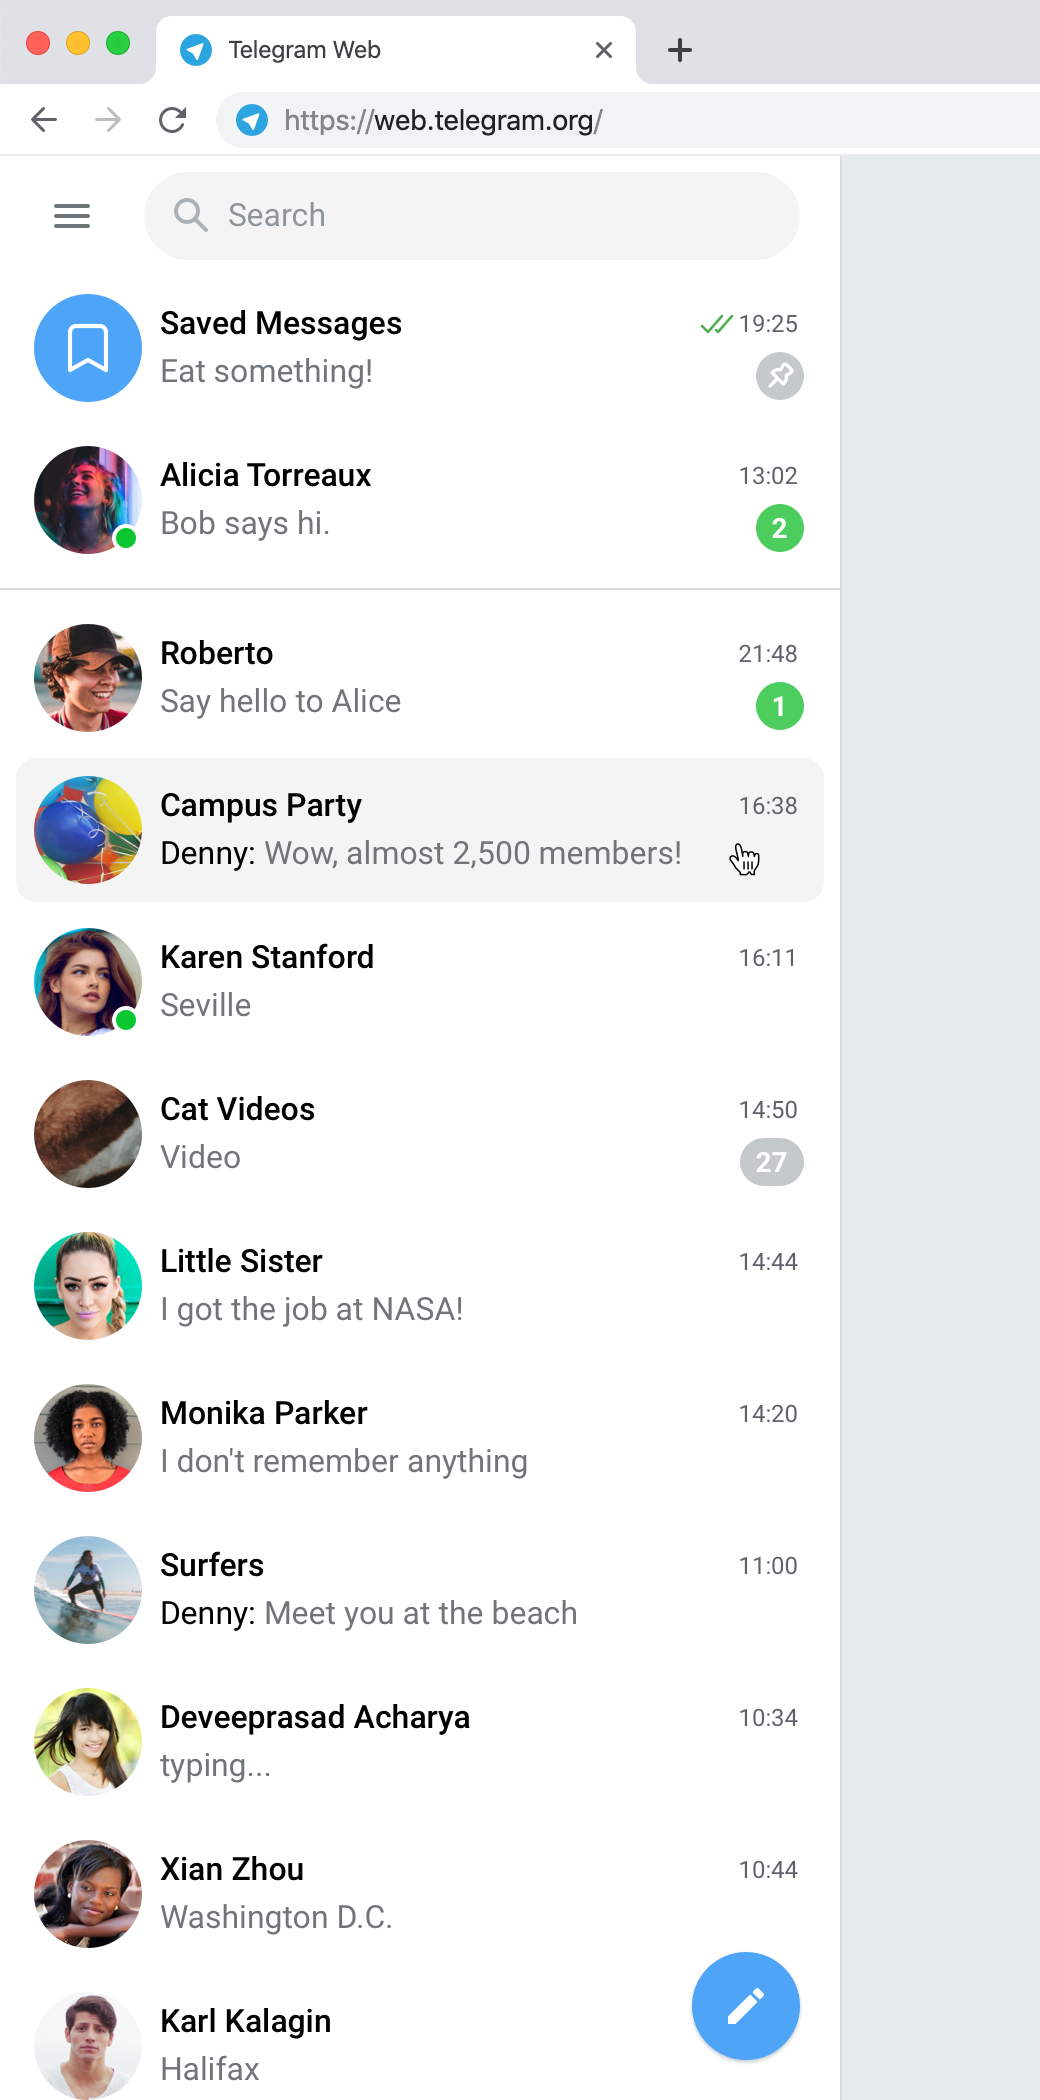 Telegram Web
https://web.telegram.org/
Search
Saved Messages 19:25
Eat something!
Alicia Torreaux 13:02
Bob says hi. 2
Roberto 21:48
Say hello to Alice 1
Campus Party 16:38
Denny: Wow, almost 2,500 members!
Karen Stanford 16:11
Seville
Cat Videos 14:50
Video 27
Little Sister 14:44
I got the job at NASA!
Monika Parker 14:20
I don't remember anything
Surfers 11:00
Denny: Meet you at the beach
Deveeprasad Acharya 10:34
typing...
Xian Zhou 10:44
Washington D.C.
Karl Kalagin
Halifax